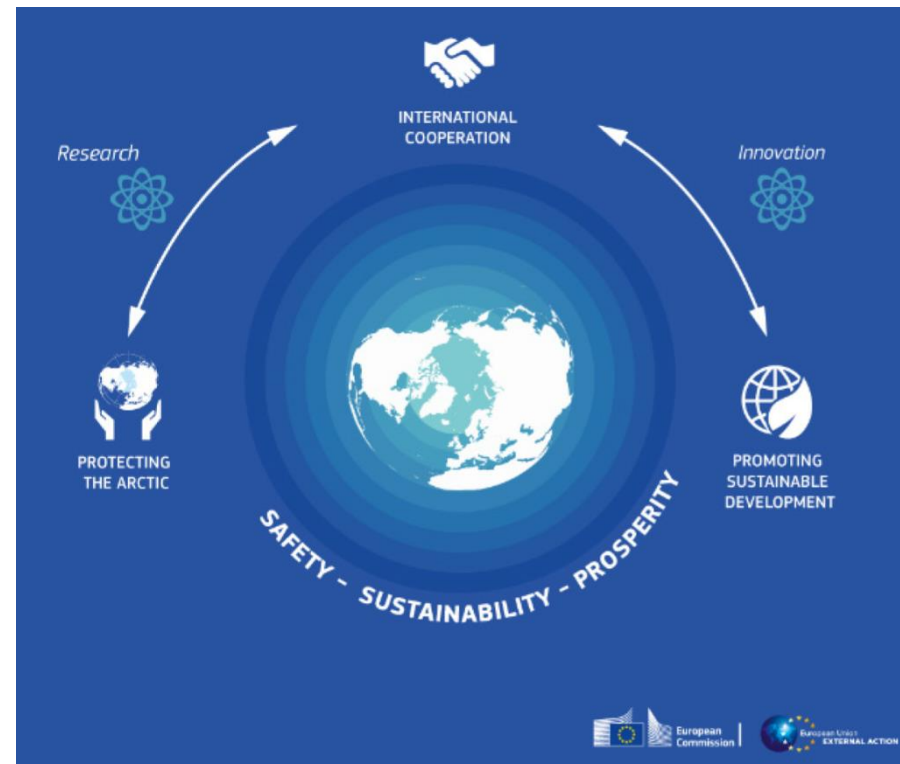 INTERNATIONAL
COOPERATION
Research
Innovation
PROTECTING
THE ARCTIC
PROMOTING
SUSTAINABLE
DEVELOPMENT
SAFETY - SUSTAINABILITY - PROSPERITY
European
Commission
European Union
EXTERNAL ACTION